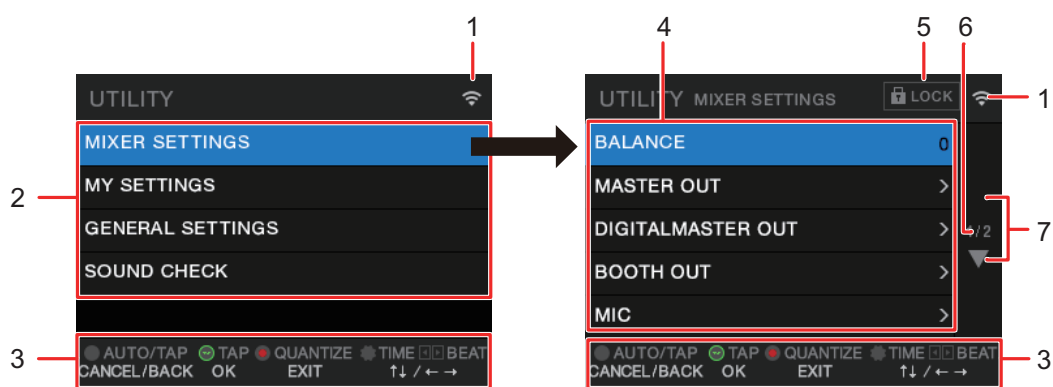 1
4
5
6
UTILITY
UTILITY MIXER SETTINGS
LOCK
1
MIXER SETTINGS
MY SETTINGS
GENERAL SETTINGS
SOUND CHECK
2
BALANCE 0
MASTER OUT >
DIGITALMASTER OUT >
BOOTH OUT >
MIC >
1/2
7
3
AUTO/TAP TAP QUANTIZE TIME BEAT
CANCEL/BACK OK EXIT ↑↓ / ← →
AUTO/TAP TAP QUANTIZE TIME BEAT
CANCEL/BACK OK EXIT ↑↓ / ← →
3